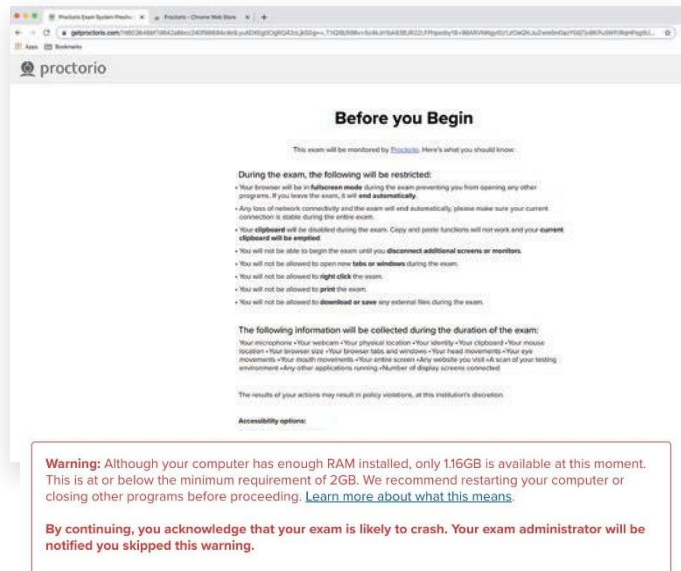 Proctorio Exam System
Proctorio - Chrome Web Store
getproctorio.com
Apps Bookmarks
proctorio
Before you Begin
This exam will be monitored by Proctorio. Here's what you should know:
During the exam, the following will be restricted:
• Your browser will be in fullscreen mode during the exam preventing you from opening any other
programs. If you leave the exam, it will end automatically.
• Any loss of network connectivity and the exam will end automatically, please make sure your current
connection is stable during the entire exam.
• Your clipboard will be disabled during the exam. Copy and paste functions will not work and your current
clipboard will be emptied.
• You will not be able to begin the exam until you disconnect additional screens or monitors.
• You will not be allowed to open new tabs or windows during the exam.
• You will not be allowed to right click the exam.
• You will not be allowed to print the exam.
• You will not be allowed to download or save any external files during the exam.
The following information will be collected during the duration of the exam:
Your microphone •Your webcam •Your physical location •Your identity •Your clipboard •Your mouse
location •Your browser size •Your browser tabs and windows •Your head movements •Your eye
movements •Your mouth movements •Your entire screen •Any website you visit •A scan of your testing
environment •Any other applications running •Number of display screens connected
The results of your actions may result in policy violations, at this institution's discretion.
Accessibility options:
Warning: Although your computer has enough RAM installed, only 1.16GB is available at this moment.
This is at or below the minimum requirement of 2GB. We recommend restarting your computer or
closing other programs before proceeding. Learn more about what this means.
By continuing, you acknowledge that your exam is likely to crash. Your exam administrator will be
notified you skipped this warning.